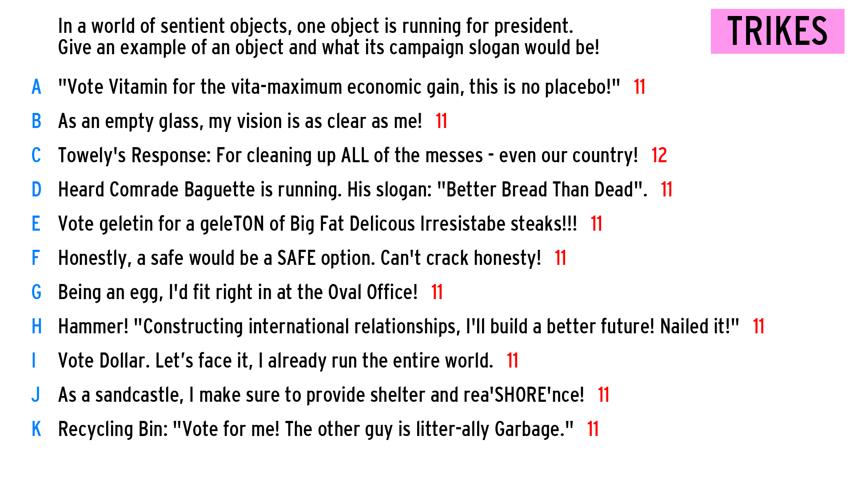 In a world of sentient objects, one object is running for president.
Give an example of an object and what its campaign slogan would be!
TRIKES
A "Vote Vitamin for the vita-maximum economic gain, this is no placebo!" 11
B As an empty glass, my vision is as clear as me! 11
C Towely's Response: For cleaning up ALL of the messes - even our country! 12
D Heard Comrade Baguette is running. His slogan: "Better Bread Than Dead". 11
E Vote geletin for a geleTON of Big Fat Delicous Irresistabe steaks!!! 11
F Honestly, a safe would be a SAFE option. Can't crack honesty! 11
G Being an egg, I'd fit right in at the Oval Office! 11
H Hammer! "Constructing international relationships, I'll build a better future! Nailed it!" 11
I Vote Dollar. Let’s face it, I already run the entire world. 11
J As a sandcastle, I make sure to provide shelter and rea'SHORE'nce! 11
K Recycling Bin: "Vote for me! The other guy is litter-ally Garbage." 11